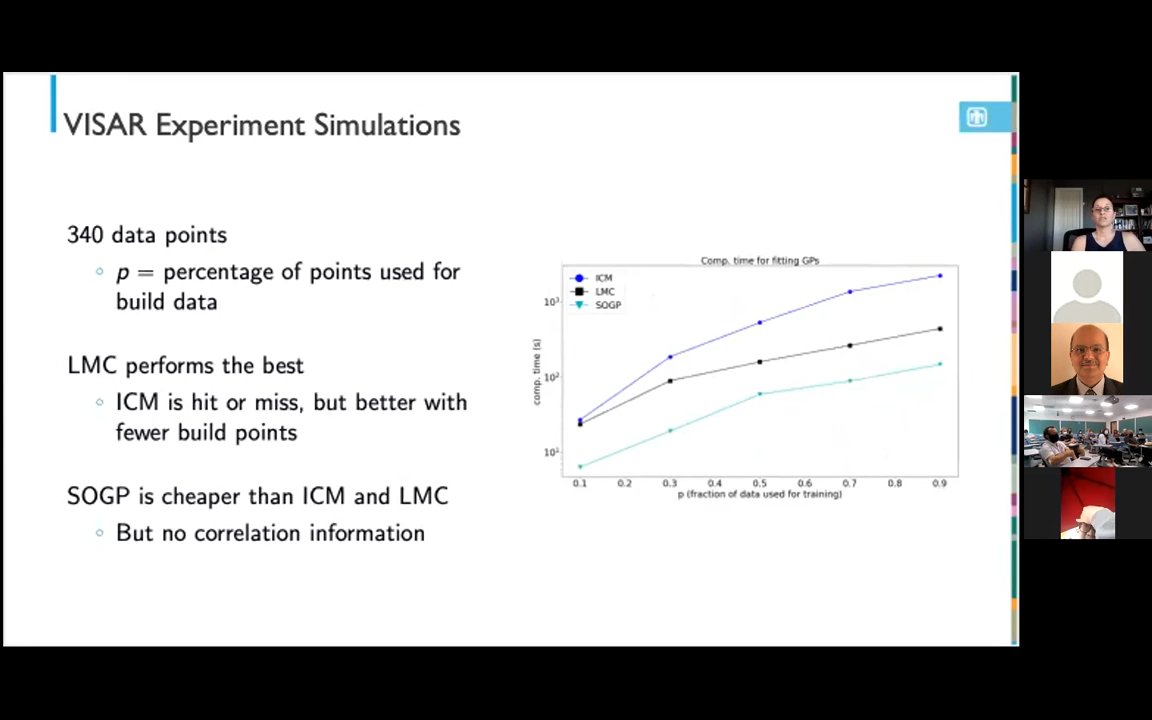 VISAR Experiment Simulations
340 data points
p = percentage of points used for
build data
LMC performs the best
ICM is hit or miss, but better with
fewer build points
SOGP is cheaper than ICM and LMC
But no correlation information
Comp. time for fitting GPs
ICM
LMC
SOGP
10³
10²
10¹
comp. time (s)
0.1 0.2 0.3 0.4 0.5 0.6 0.7 0.8 0.9
p (fraction of data used for training)